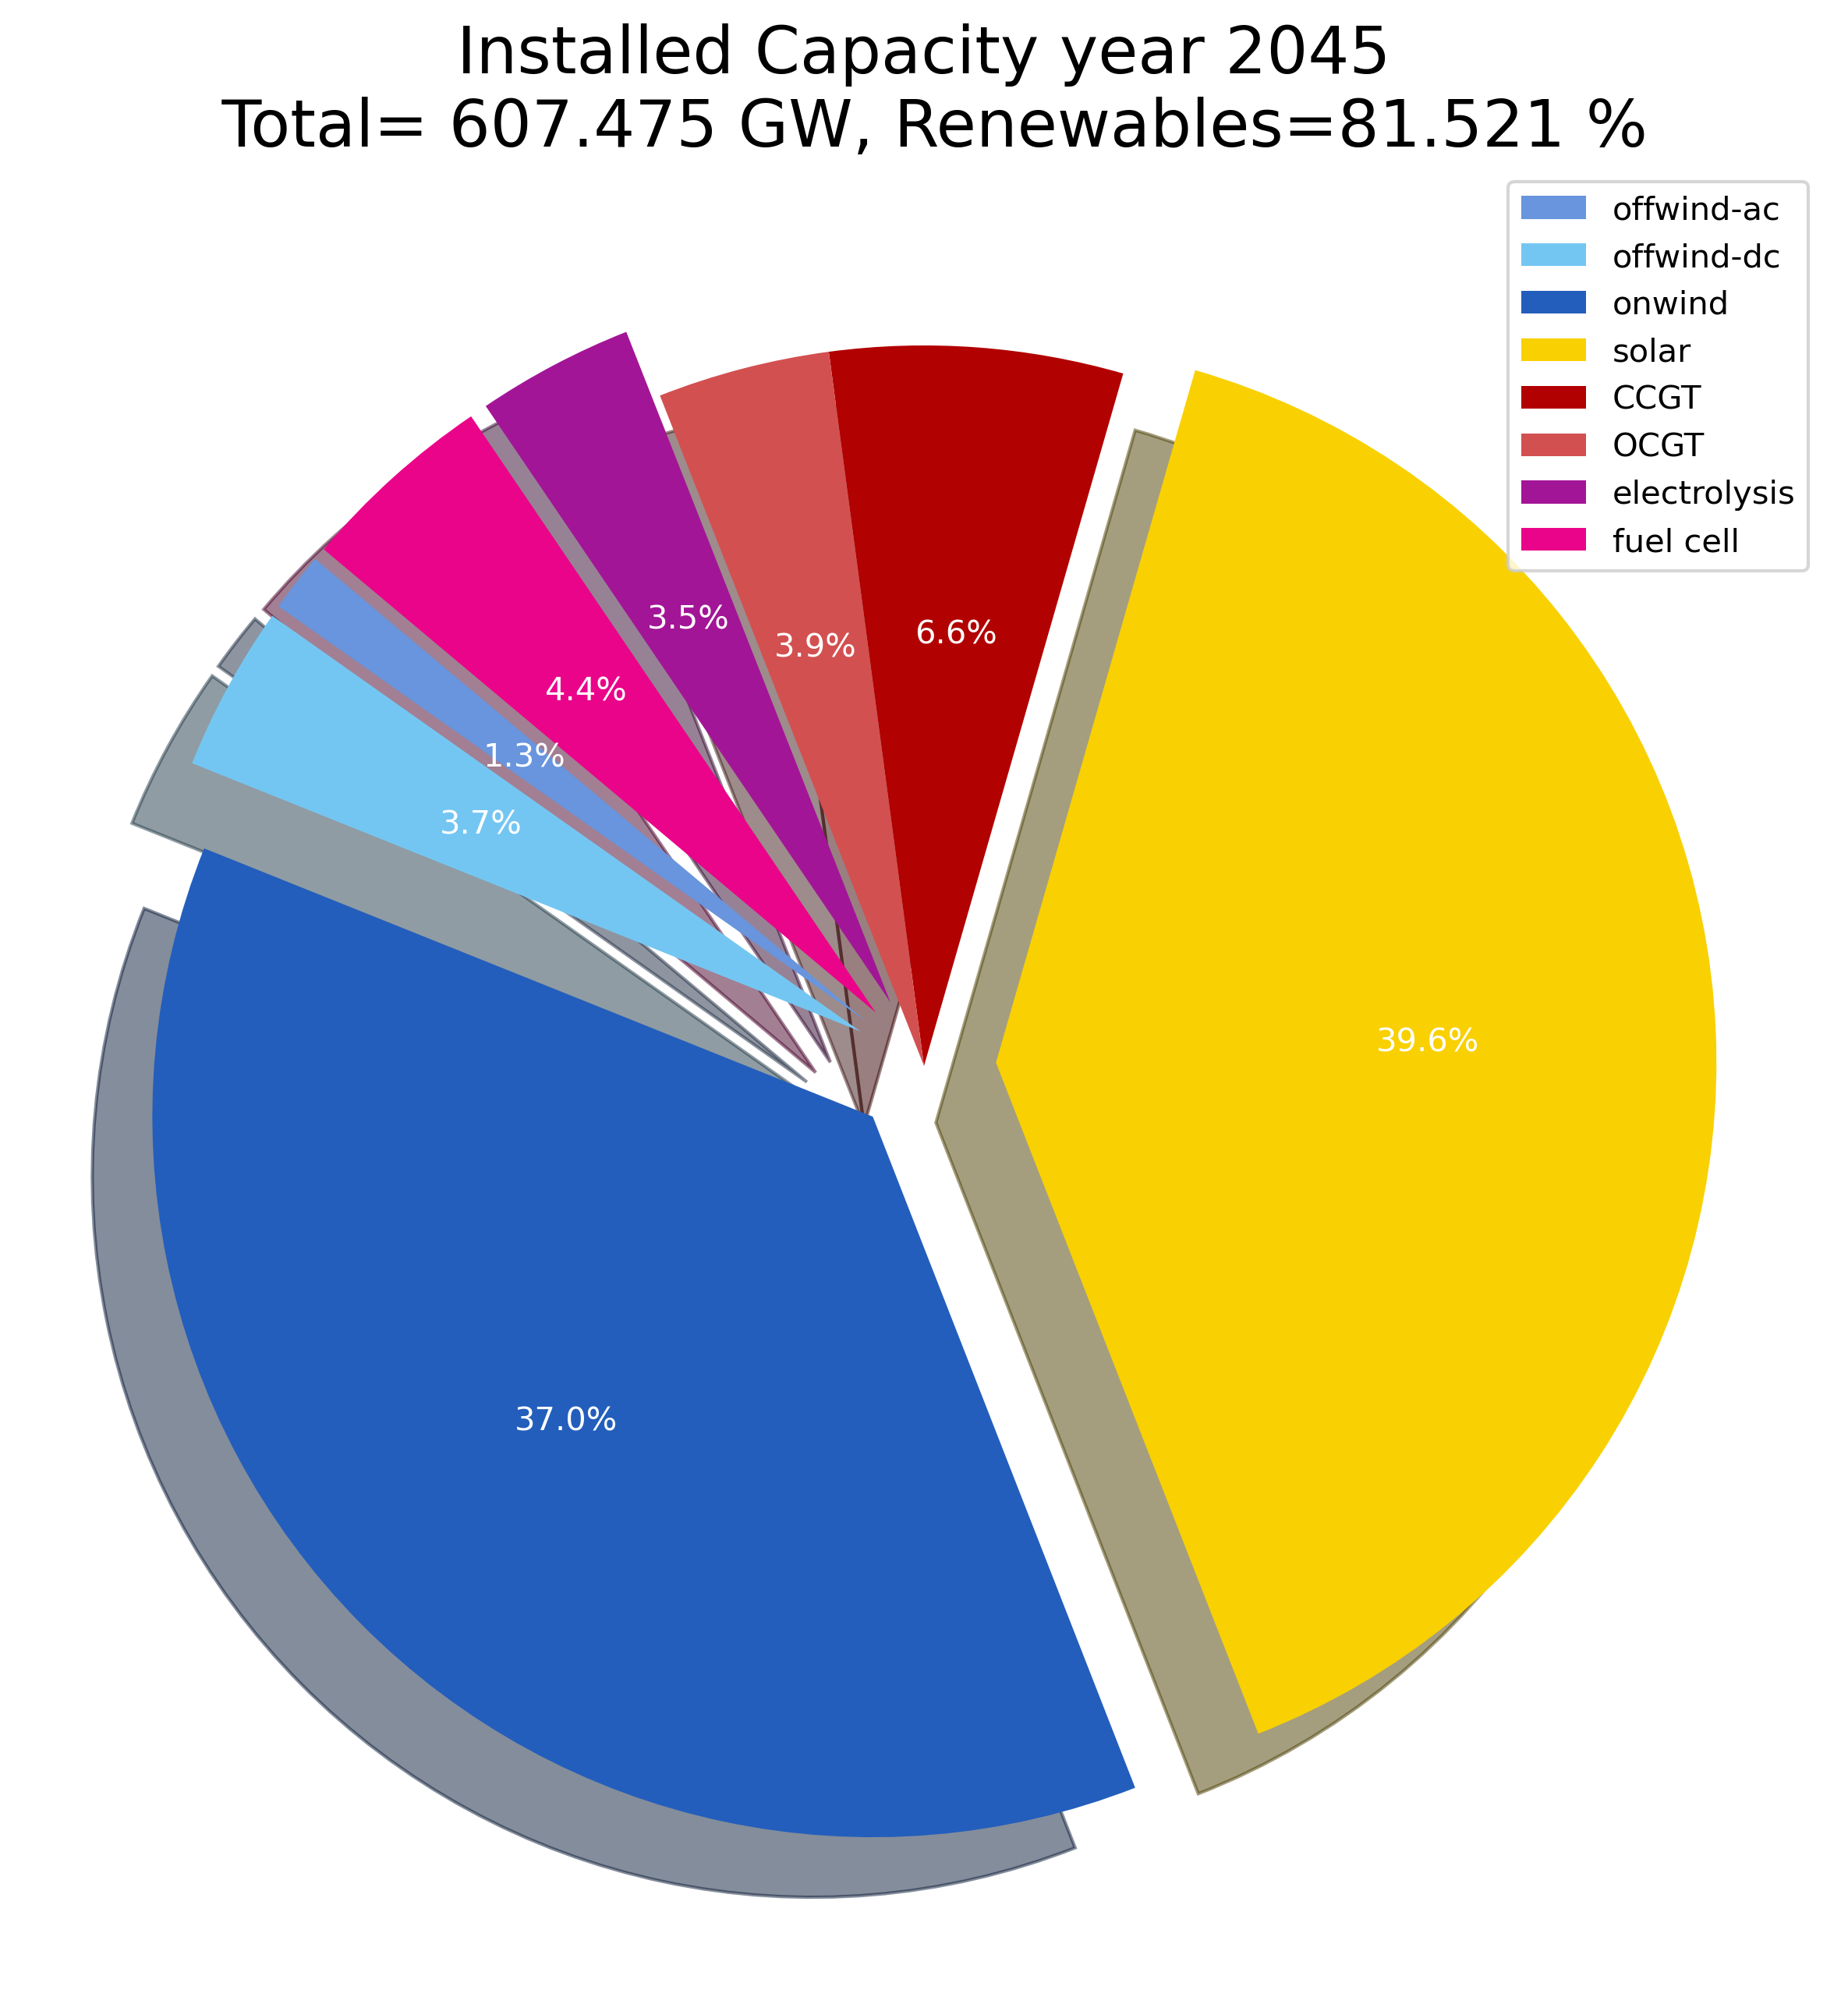 Installed Capacity year 2045
Total= 607.475 GW, Renewables=81.521 %
offwind-ac
offwind-dc
onwind
solar
CCGT
OCGT
electrolysis
fuel cell
3.5%
3.9%
6.6%
4.4%
1.3%
3.7%
39.6%
37.0%